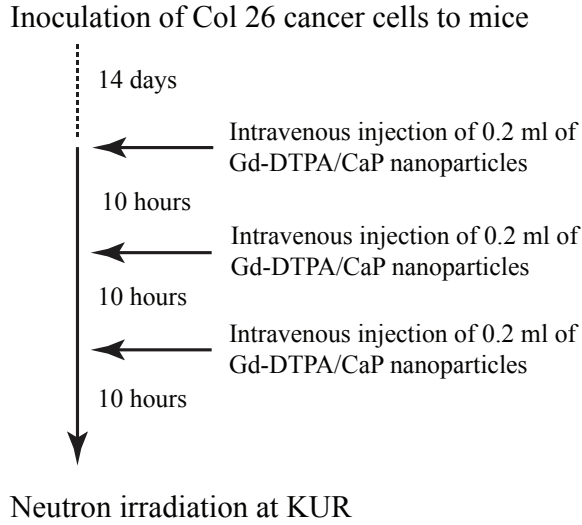 Inoculation of Col 26 cancer cells to mice
14 days
Intravenous injection of 0.2 ml of
Gd-DTPA/CaP nanoparticles
10 hours
Intravenous injection of 0.2 ml of
Gd-DTPA/CaP nanoparticles
10 hours
Intravenous injection of 0.2 ml of
Gd-DTPA/CaP nanoparticles
10 hours
Neutron irradiation at KUR